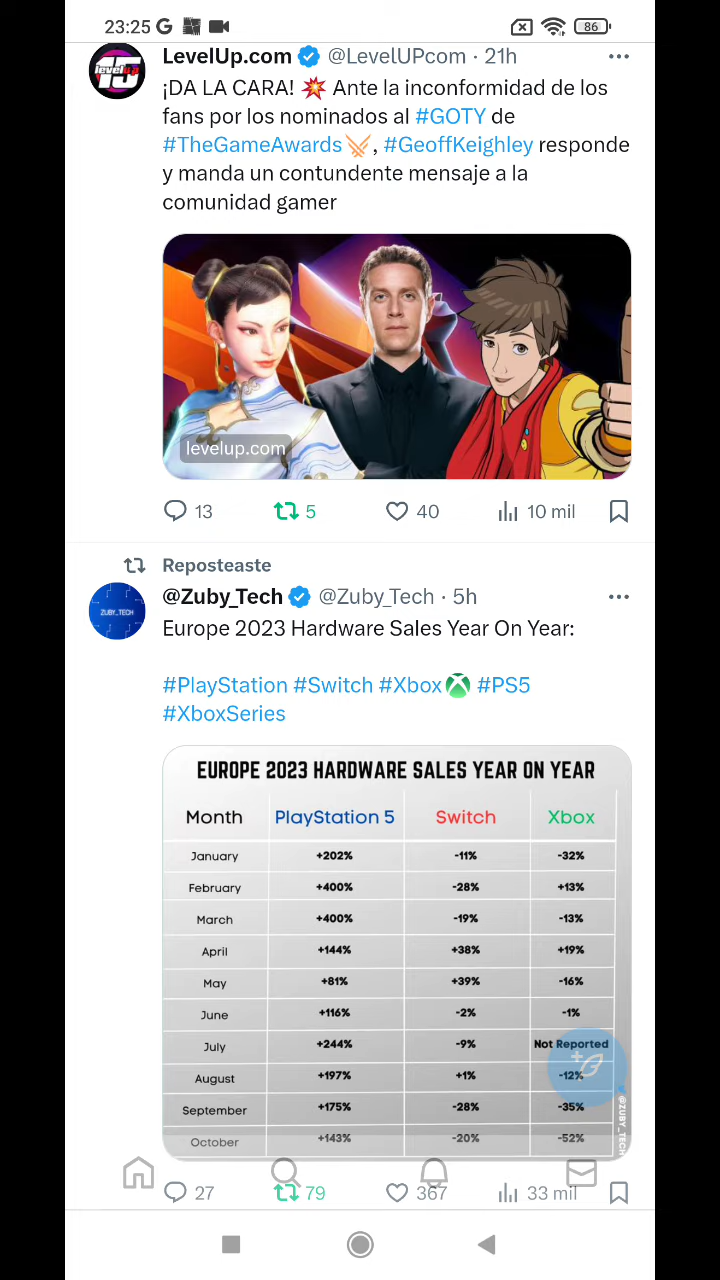 23:25
86
LevelUp.com @LevelUPcom · 21h
¡DA LA CARA! 💥 Ante la inconformidad de los
fans por los nominados al #GOTY de
#TheGameAwards, #GeoffKeighley responde
y manda un contundente mensaje a la
comunidad gamer
levelup.com
13 5 40 10 mil
Reposteaste
@Zuby_Tech @Zuby_Tech · 5h
Europe 2023 Hardware Sales Year On Year:
#PlayStation #Switch #Xbox #PS5
#XboxSeries
EUROPE 2023 HARDWARE SALES YEAR ON YEAR
Month PlayStation 5 Switch Xbox
January +202% -11% -32%
February +400% -28% +13%
March +400% -19% -13%
April +144% +38% +19%
May +81% +39% -16%
June +116% -2% -1%
July +244% -9% Not Reported
August +197% +1% -12%
September +175% -28% -35%
October +143% -20% -52%
@ZUBY_TECH
ZUBY_TECH
27 79 367 33 mil